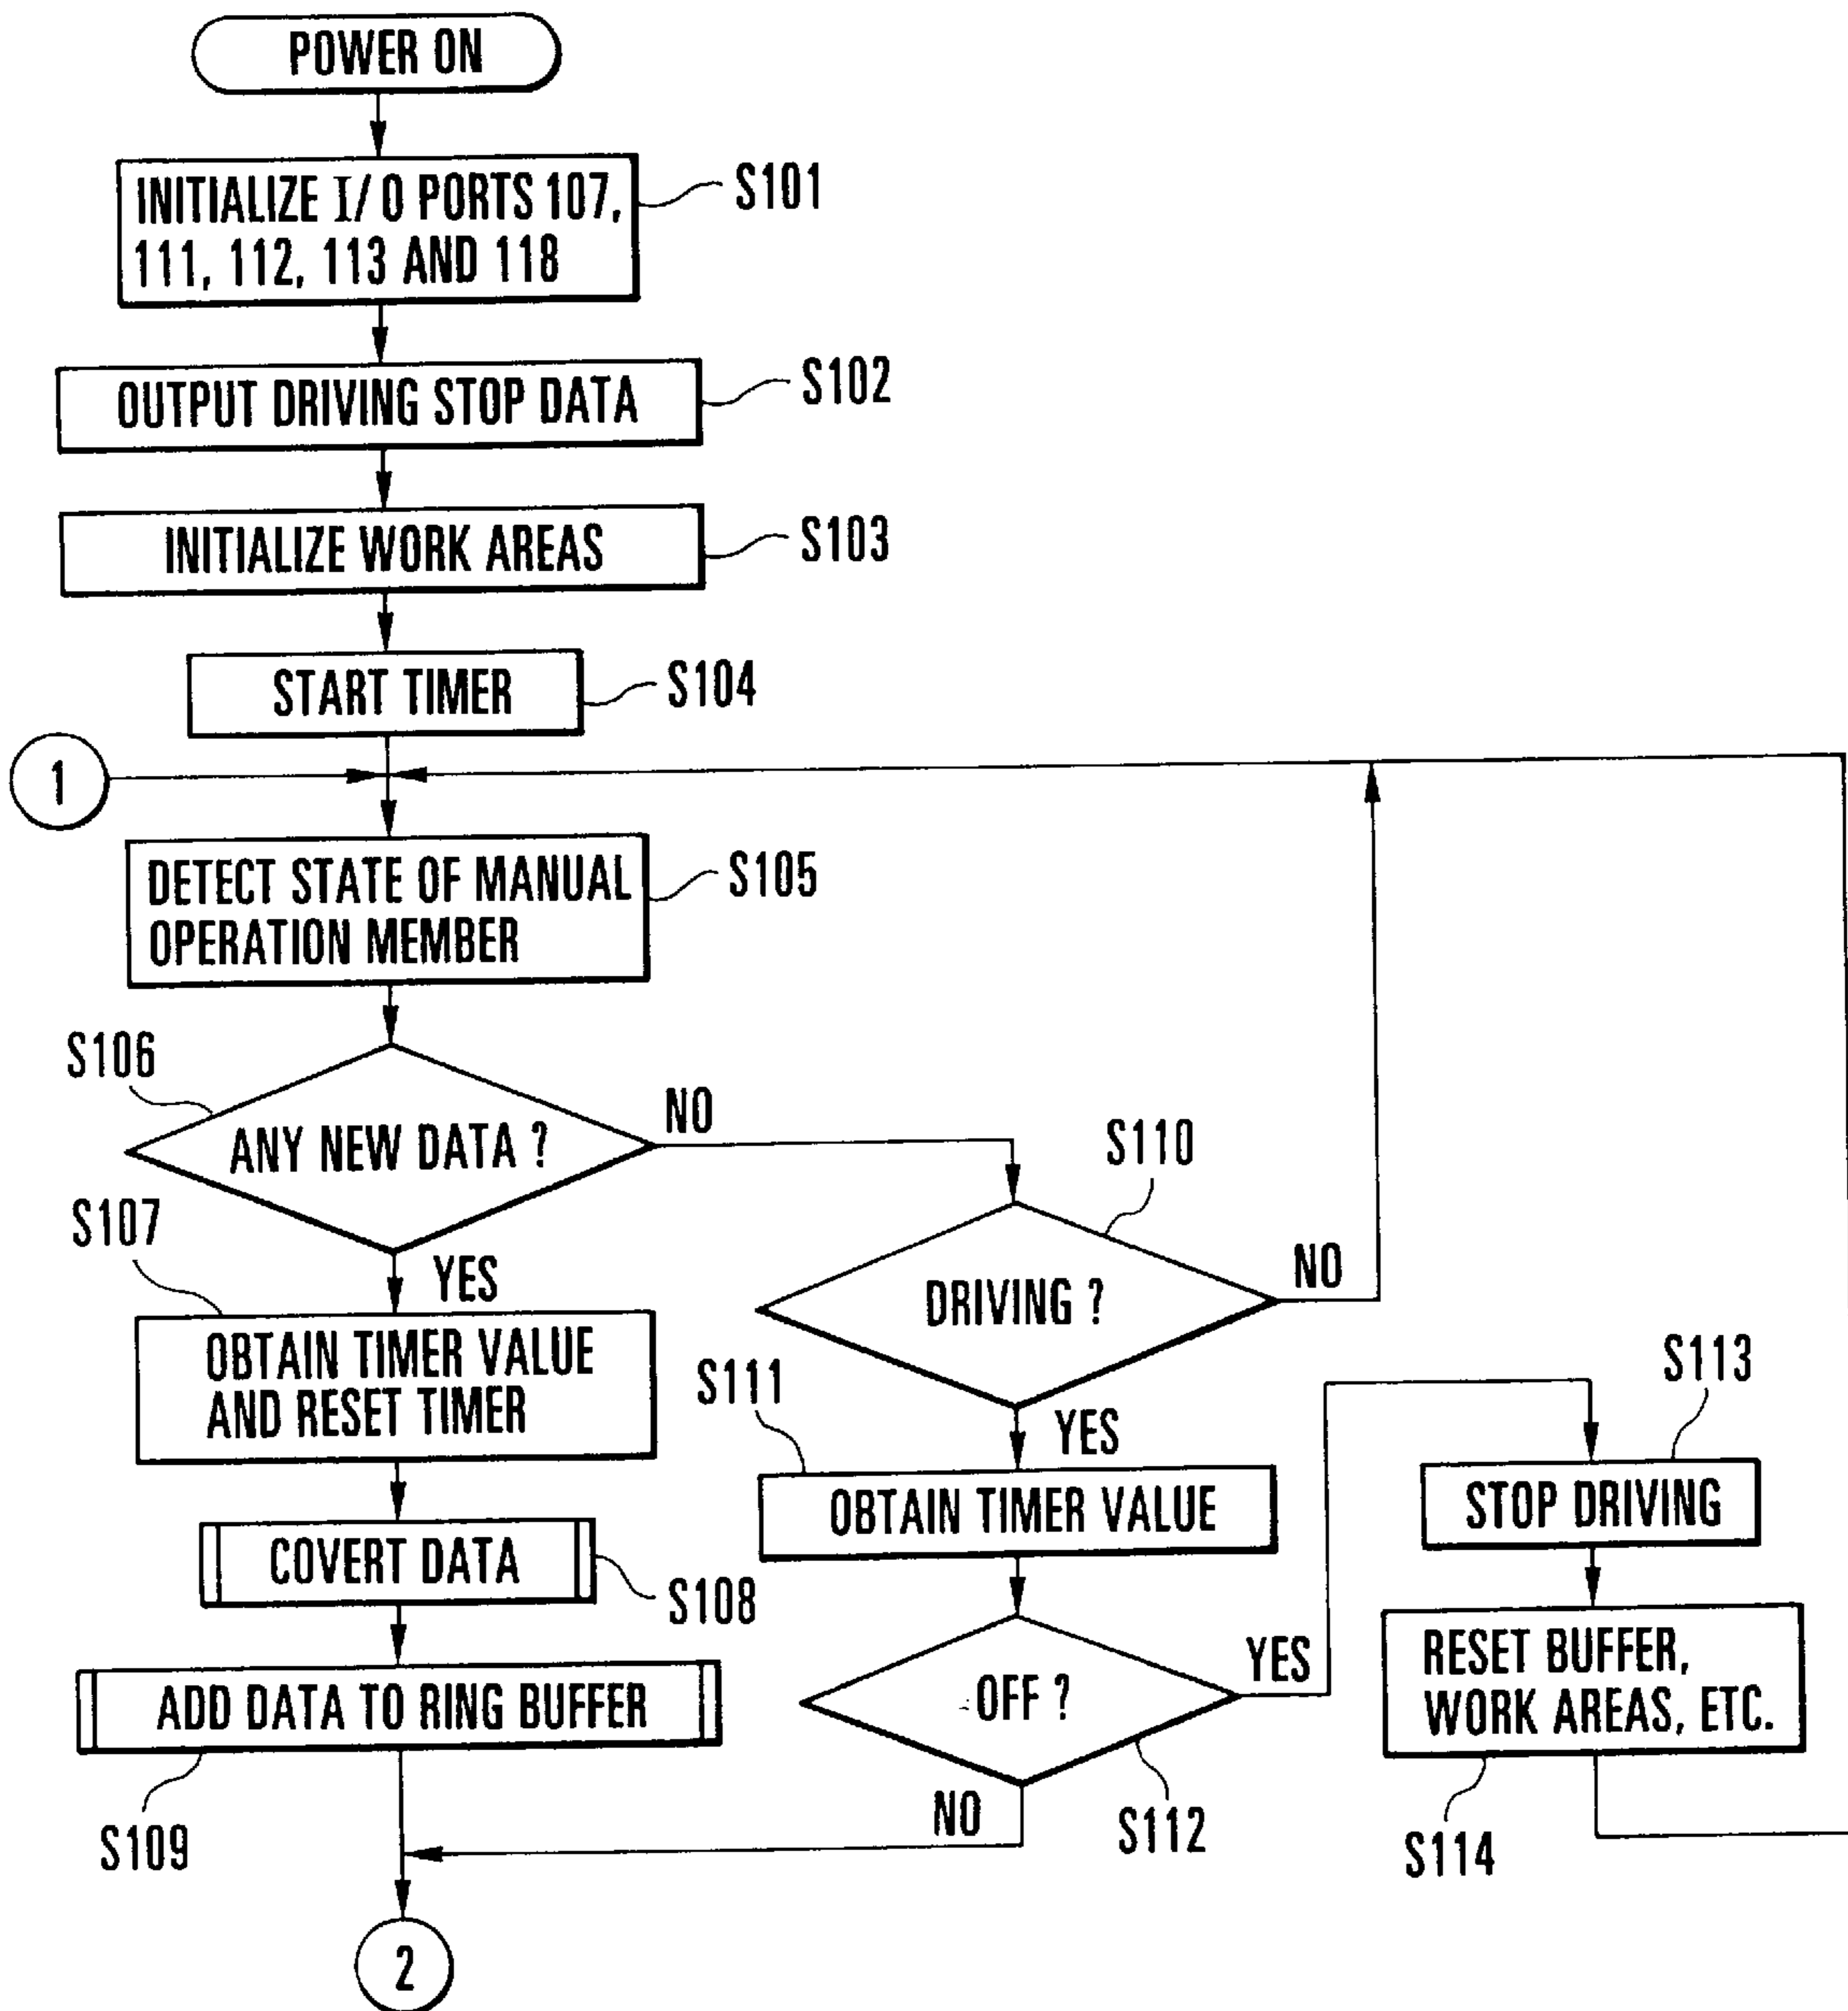 POWER ON
INITIALIZE I/O PORTS 107,
111, 112, 113 AND 118
S101
OUTPUT DRIVING STOP DATA
S102
INITIALIZE WORK AREAS
S103
START TIMER
S104
1
DETECT STATE OF MANUAL
OPERATION MEMBER
S105
S106
ANY NEW DATA ?
NO
YES
S107
OBTAIN TIMER VALUE
AND RESET TIMER
COVERT DATA
S108
ADD DATA TO RING BUFFER
S109
S110
DRIVING ?
NO
YES
S111
OBTAIN TIMER VALUE
OFF ?
YES
NO
S112
S113
STOP DRIVING
RESET BUFFER,
WORK AREAS, ETC.
S114
2